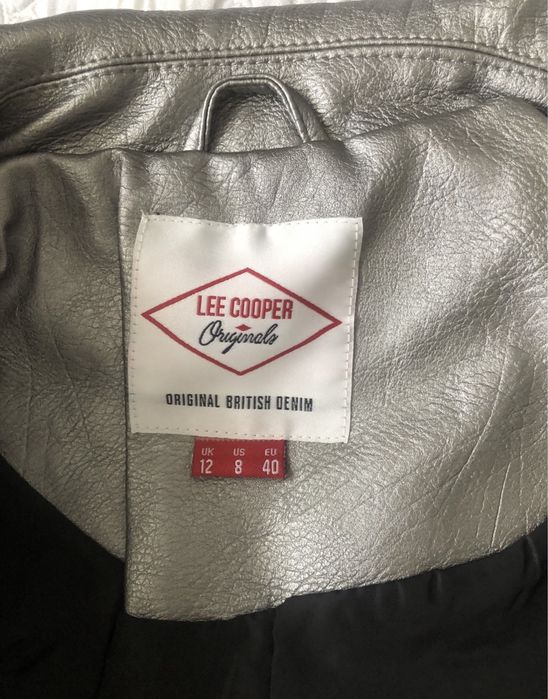 LEE COOPER
Originals
ORIGINAL BRITISH DENIM
UK US EU
12 8 40